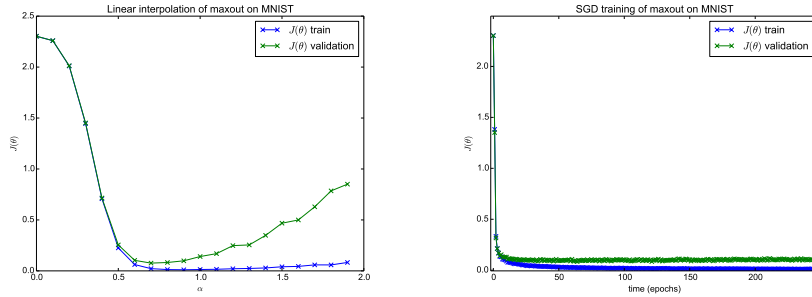 Linear interpolation of maxout on MNIST
2.5
2.0
1.5
1.0
0.5
0.0
J(θ)
J(θ) train
J(θ) validation
0.0 0.5 1.0 1.5 2.0
α
SGD training of maxout on MNIST
2.0
1.5
1.0
0.5
0.0
J(θ)
J(θ) train
J(θ) validation
0 50 100 150 200
time (epochs)